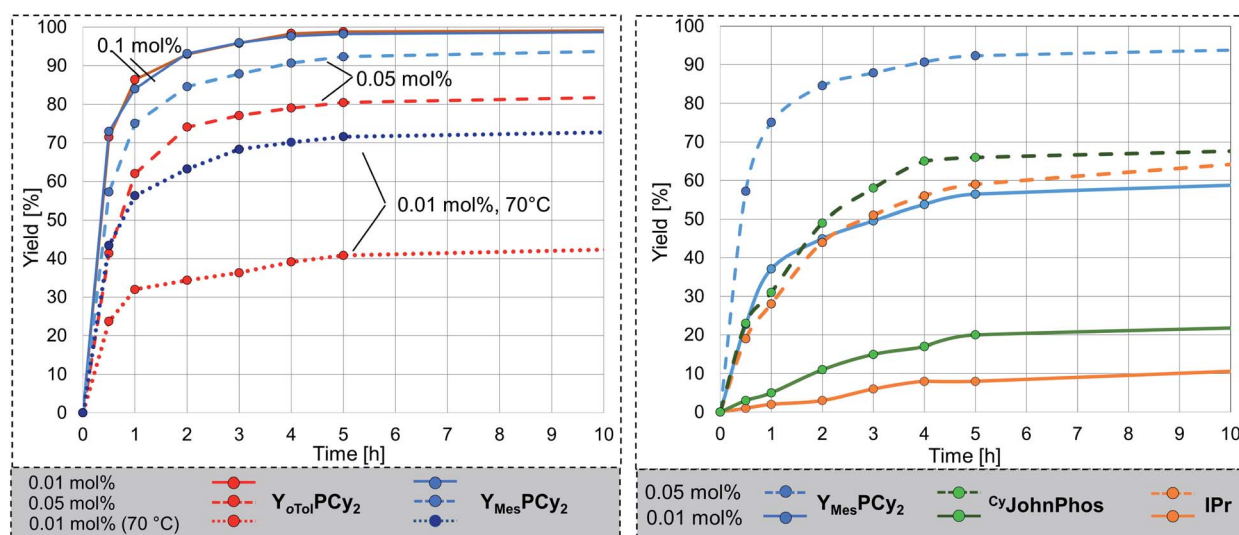 100
90
80
70
60
50
40
30
20
10
0
Yield [%]
0.1 mol%
0.05 mol%
0.01 mol%, 70°C
0 1 2 3 4 5 6 7 8 9 10
Time [h]
0.01 mol%
0.05 mol%
0.01 mol% (70 °C)
YoTolPCy2
YMesPCy2
100
90
80
70
60
50
40
30
20
10
0
Yield [%]
0 1 2 3 4 5 6 7 8 9 10
Time [h]
0.05 mol%
0.01 mol%
YMesPCy2
CyJohnPhos
IPr